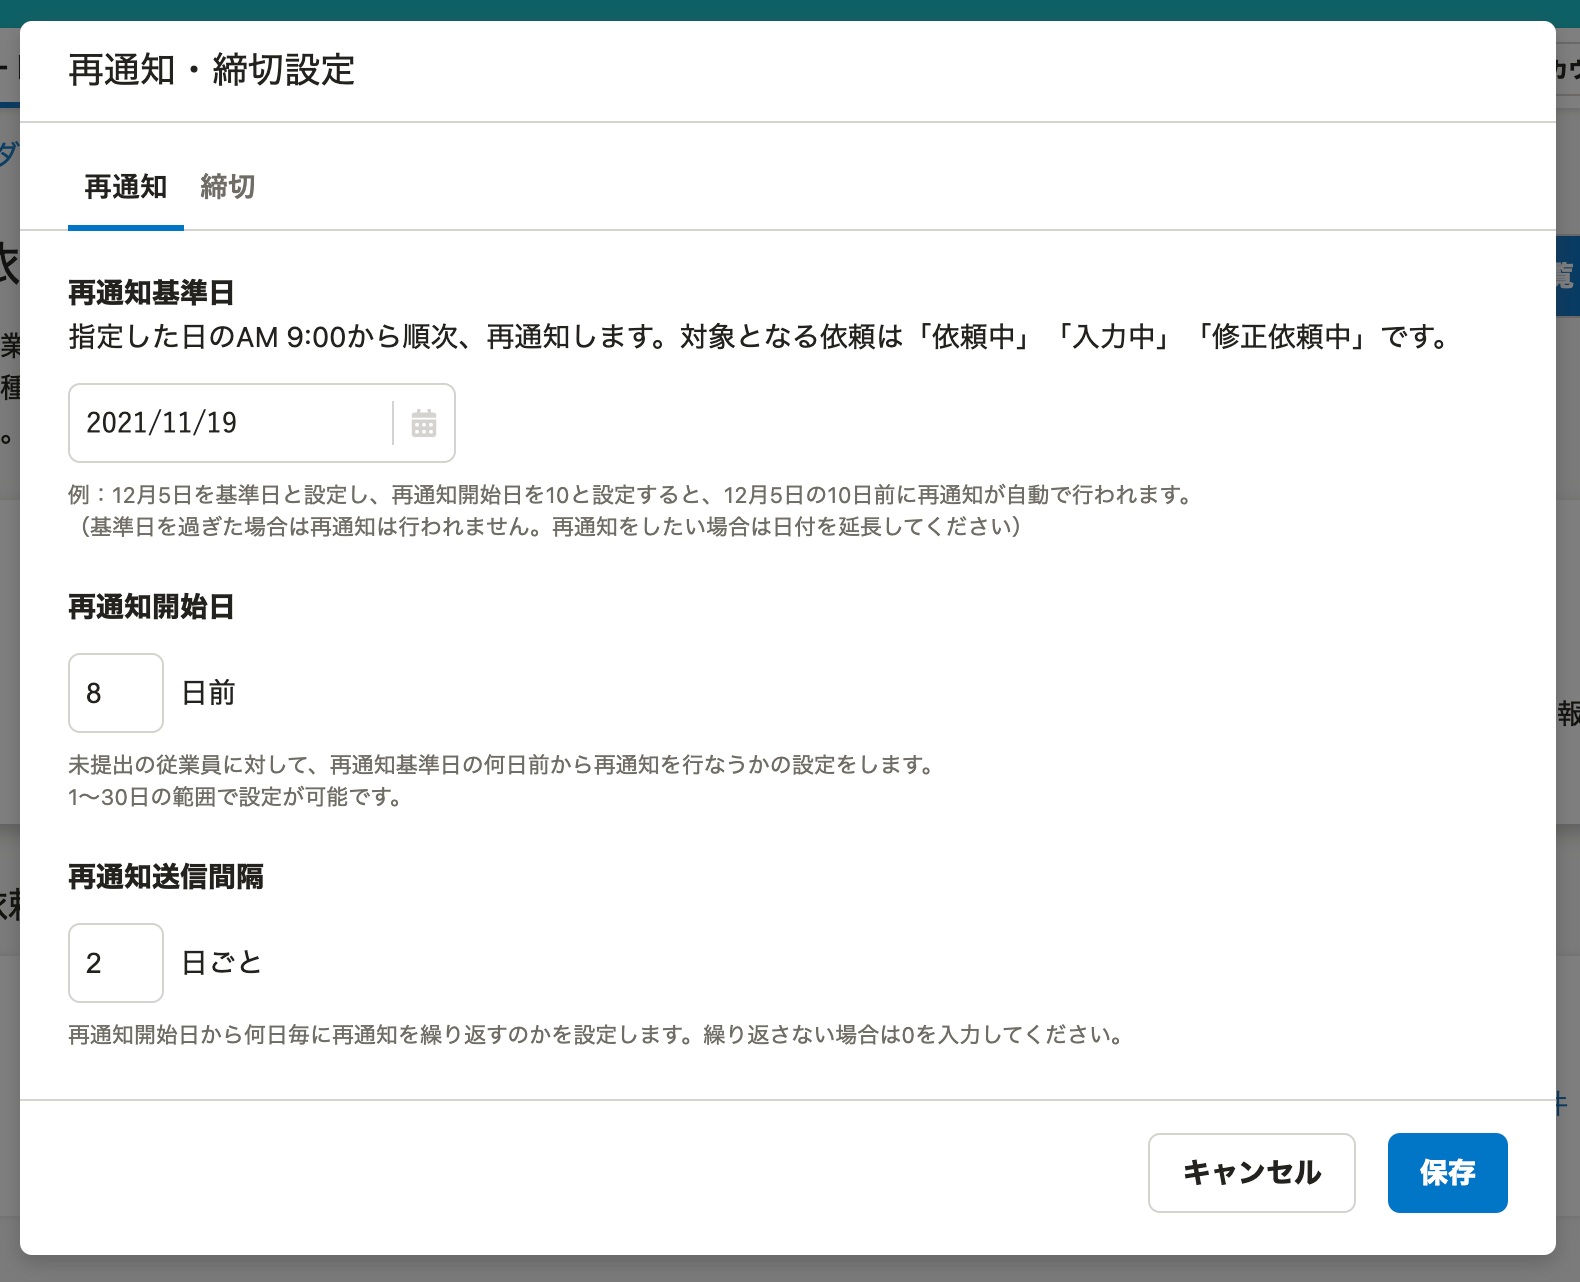 再通知・締切設定
再通知 締切
再通知基準日
指定した日のAM 9:00から順次、再通知します。対象となる依頼は「依頼中」「入力中」「修正依頼中」です。
2021/11/19
例：12月5日を基準日と設定し、再通知開始日を10と設定すると、12月5日の10日前に再通知が自動で行われます。
（基準日を過ぎた場合は再通知は行われません。再通知をしたい場合は日付を延長してください）
再通知開始日
8 日前
未提出の従業員に対して、再通知基準日の何日前から再通知を行なうかの設定をします。
1〜30日の範囲で設定が可能です。
再通知送信間隔
2 日ごと
再通知開始日から何日毎に再通知を繰り返すのかを設定します。繰り返さない場合は0を入力してください。
キャンセル 保存